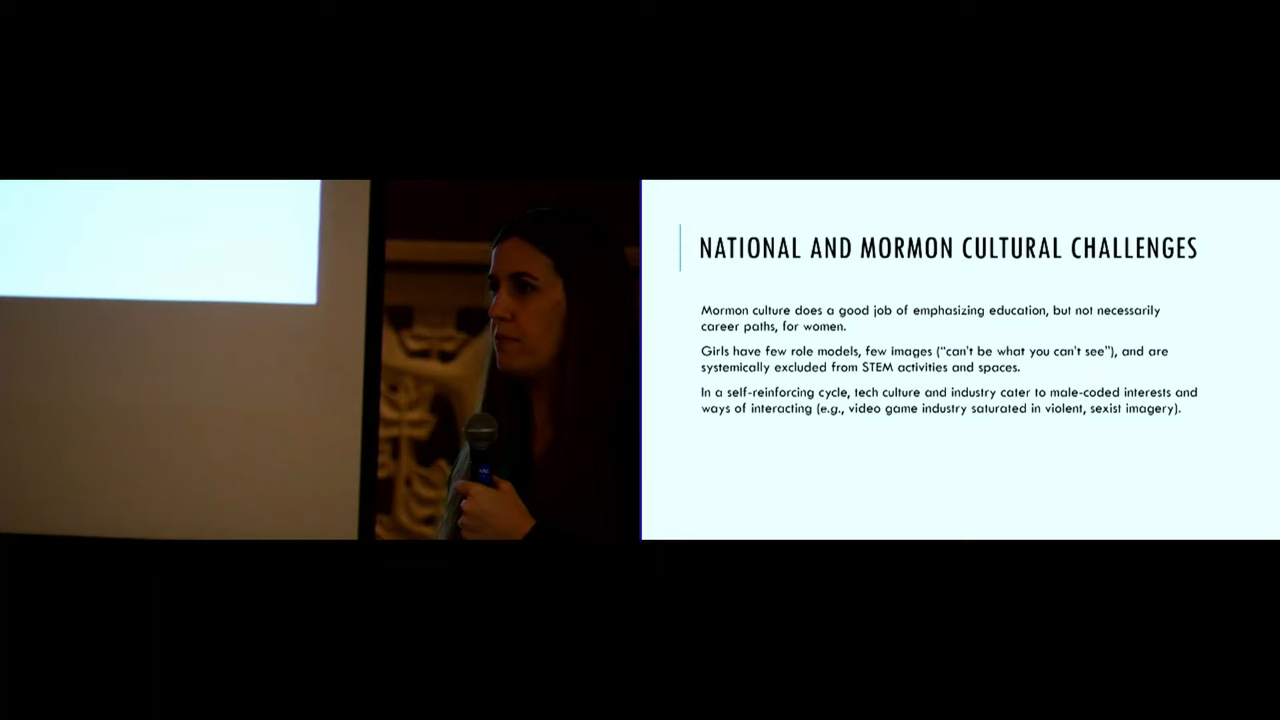 NATIONAL AND MORMON CULTURAL CHALLENGES
Mormon culture does a good job of emphasizing education, but not necessarily
career paths, for women.
Girls have few role models, few images (“can't be what you can't see”), and are
systemically excluded from STEM activities and spaces.
In a self-reinforcing cycle, tech culture and industry cater to male-coded interests and
ways of interacting (e.g., video game industry saturated in violent, sexist imagery).